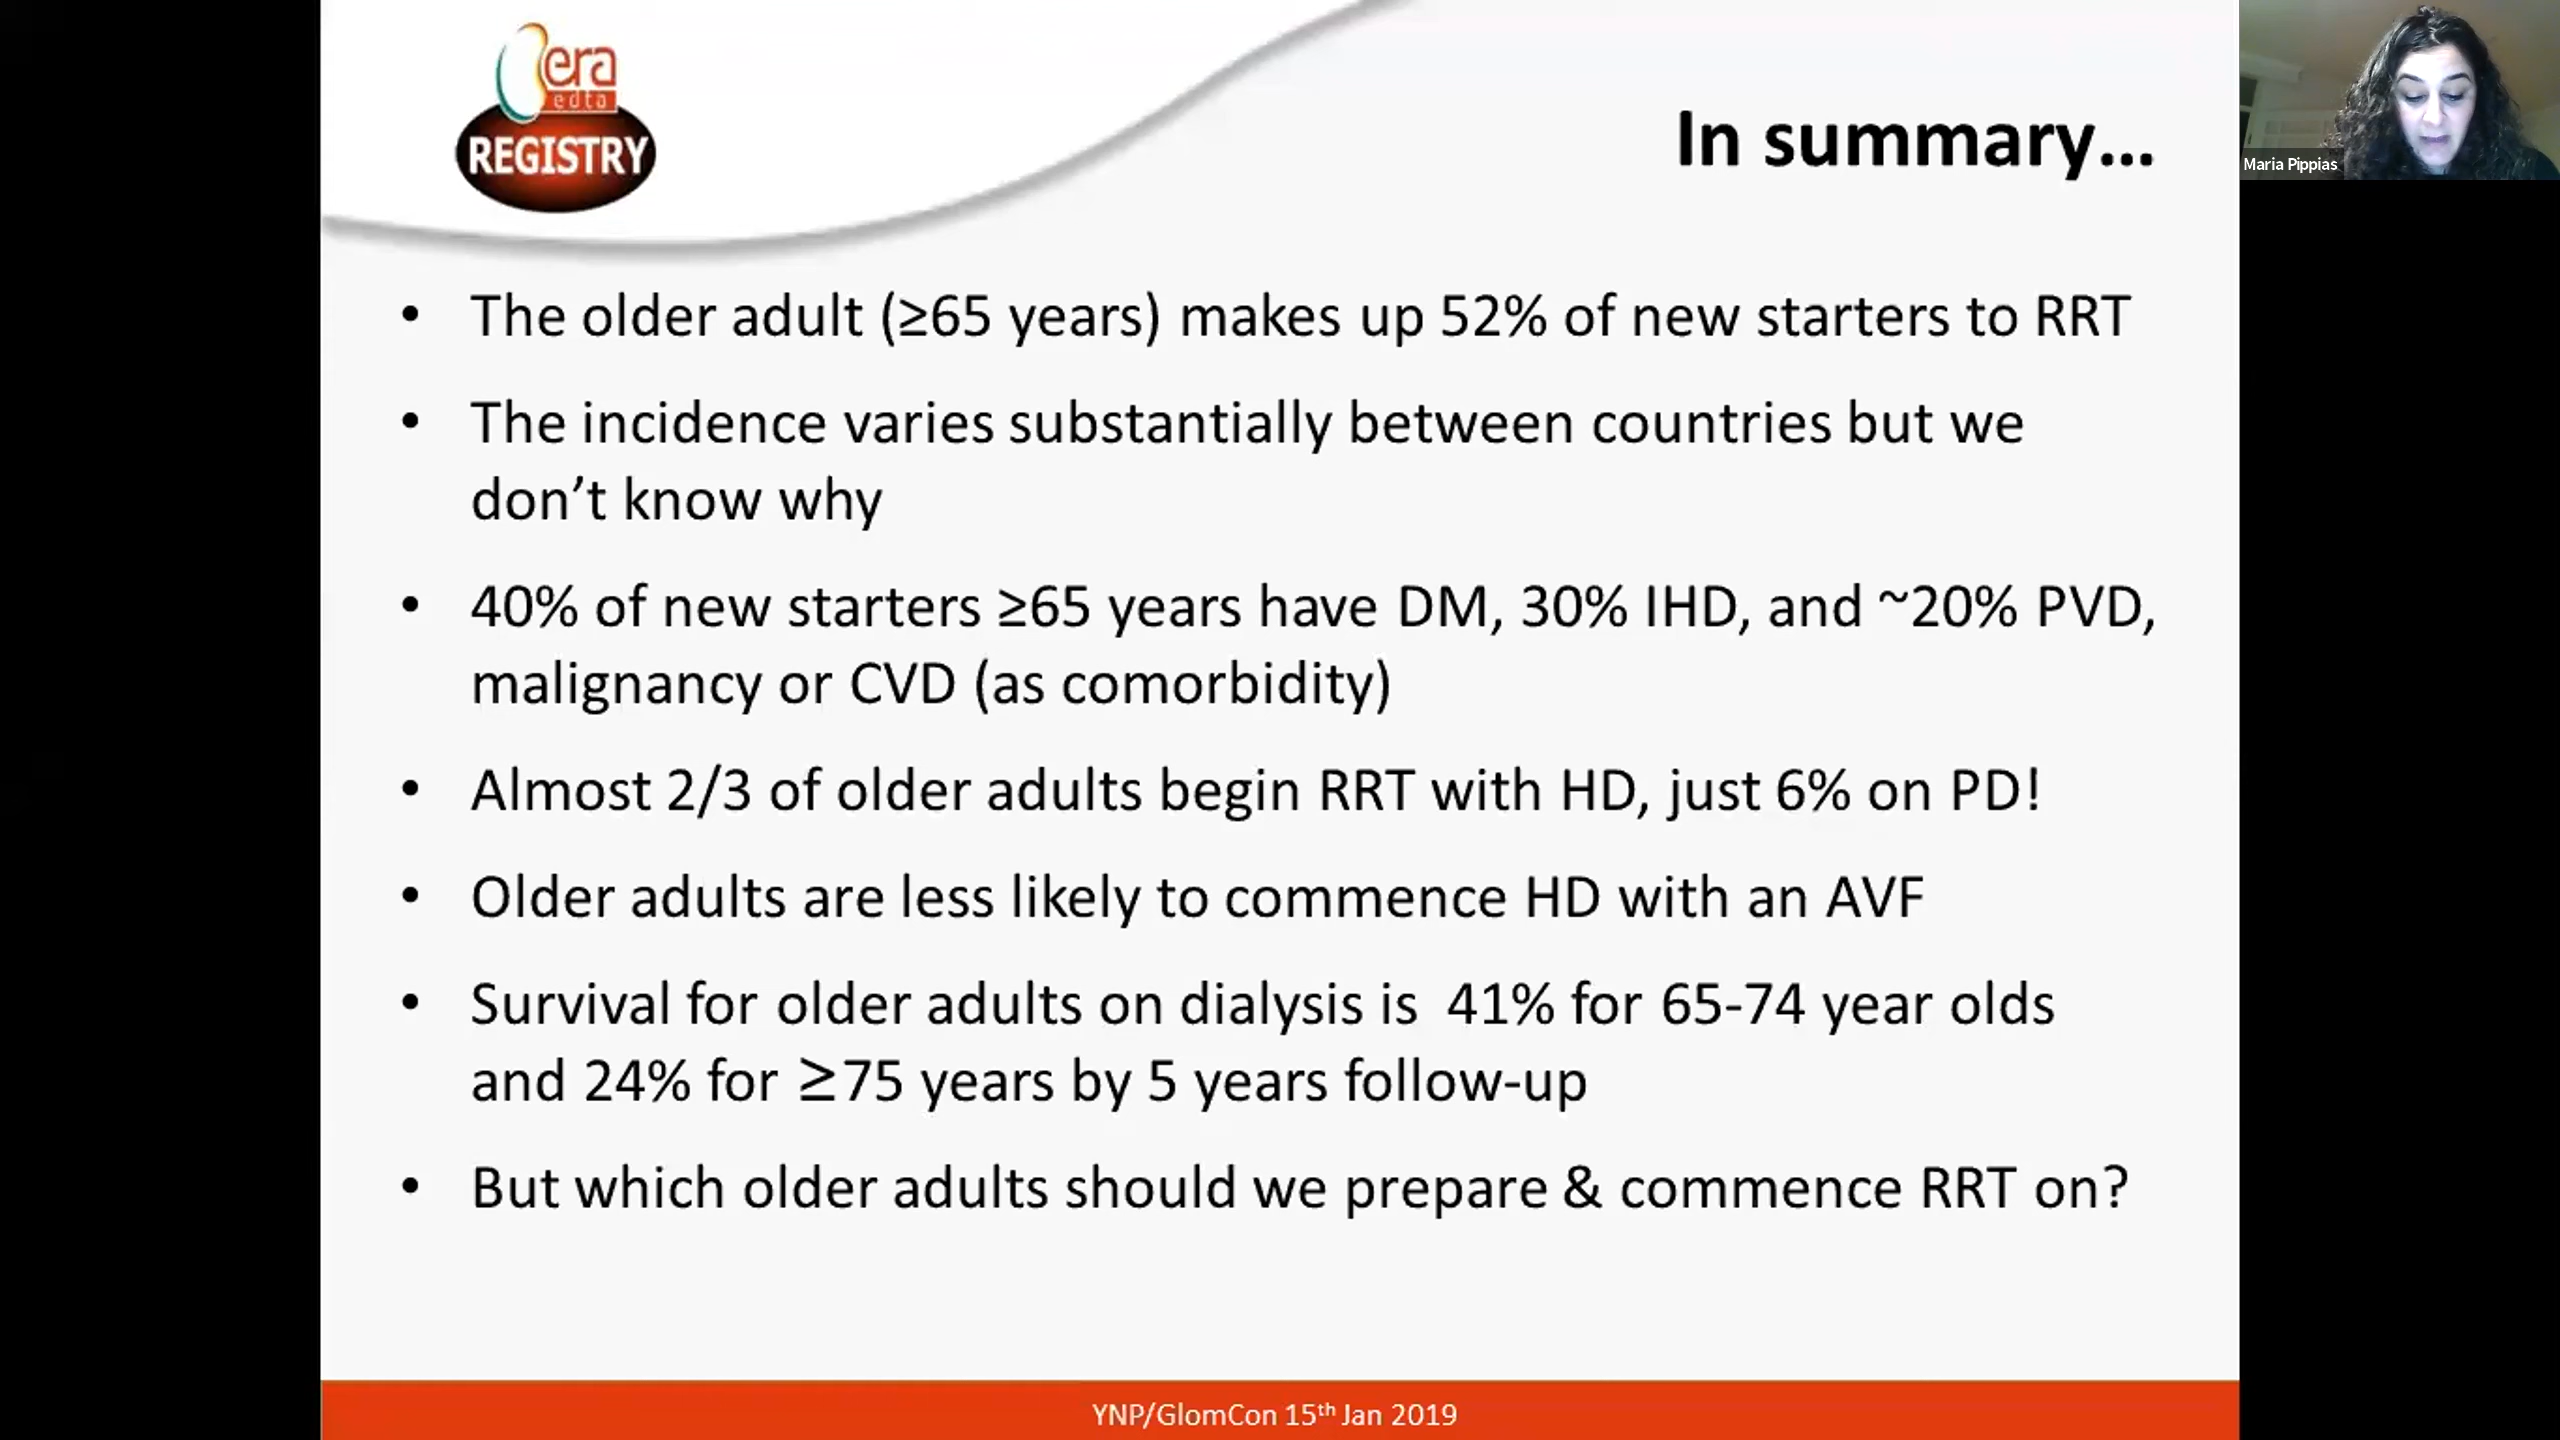 era
edta
REGISTRY
In summary...
Maria Pippias
• The older adult (≥65 years) makes up 52% of new starters to RRT
• The incidence varies substantially between countries but we
don’t know why
• 40% of new starters ≥65 years have DM, 30% IHD, and ~20% PVD,
malignancy or CVD (as comorbidity)
• Almost 2/3 of older adults begin RRT with HD, just 6% on PD!
• Older adults are less likely to commence HD with an AVF
• Survival for older adults on dialysis is  41% for 65-74 year olds
and 24% for ≥75 years by 5 years follow-up
• But which older adults should we prepare & commence RRT on?
YNP/GlomCon 15th Jan 2019